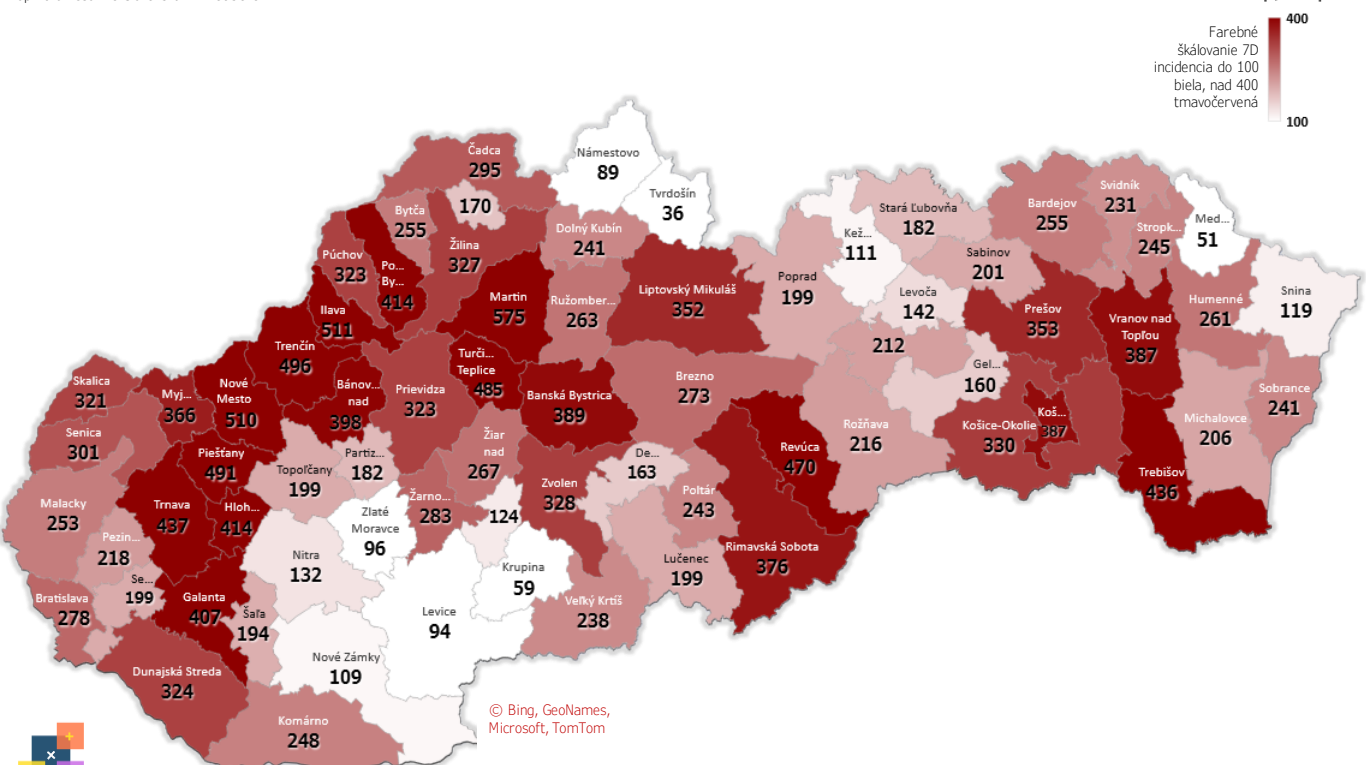 400
Farebné
škálovanie 7D
incidencia do 100
biela, nad 400
tmavočervená
100
Čadca
295
Námestovo
89
Tvrdošín
36
170
Bytča
255
Dolný Kubín
241
Žilina
327
Púchov
323
Po...
By...
414
Stará Ľubovňa
182
Kež...
111
Bardejov
255
Svidník
231
Stropk...
245
Med...
51
Sabinov
201
Poprad
199
Levoča
142
Liptovský Mikuláš
352
Ružomber...
263
Martin
575
Ilava
511
Trenčín
496
Turči...
Teplice
485
Prešov
353
Vranov nad
Topľou
387
Humenné
261
Snina
119
212
Gel...
160
Skalica
321
Myj...
366
Nové
Mesto
510
Bánov...
nad
398
Prievidza
323
Banská Bystrica
389
Brezno
273
Sobrance
241
Michalovce
206
Košice-Okolie
330
Koš...
387
Rožňava
216
Revúca
470
Trebišov
436
Senica
301
Piešťany
491
Topoľčany
199
Partiz...
182
Žiar
nad
267
De...
163
Zvolen
328
Poltár
243
Malacky
253
Trnava
437
Hloh...
414
Žarno...
283
124
Zlaté
Moravce
96
Pezin...
218
Nitra
132
Rimavská Sobota
376
Lučenec
199
Krupina
59
Se...
199
Bratislava
278
Galanta
407
Šaľa
194
Levice
94
Veľký Krtíš
238
Dunajská Streda
324
Nové Zámky
109
Komárno
248
© Bing, GeoNames,
Microsoft, TomTom